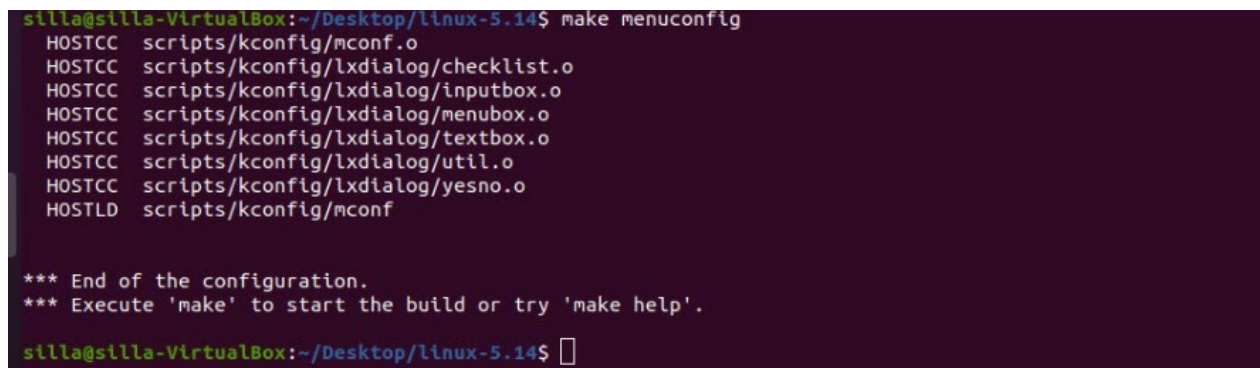 silla@silla-VirtualBox:~/Desktop/linux-5.14$ make menuconfig
  HOSTCC  scripts/kconfig/mconf.o
  HOSTCC  scripts/kconfig/lxdialog/checklist.o
  HOSTCC  scripts/kconfig/lxdialog/inputbox.o
  HOSTCC  scripts/kconfig/lxdialog/menubox.o
  HOSTCC  scripts/kconfig/lxdialog/textbox.o
  HOSTCC  scripts/kconfig/lxdialog/util.o
  HOSTCC  scripts/kconfig/lxdialog/yesno.o
  HOSTLD  scripts/kconfig/mconf
*** End of the configuration.
*** Execute 'make' to start the build or try 'make help'.
silla@silla-VirtualBox:~/Desktop/linux-5.14$